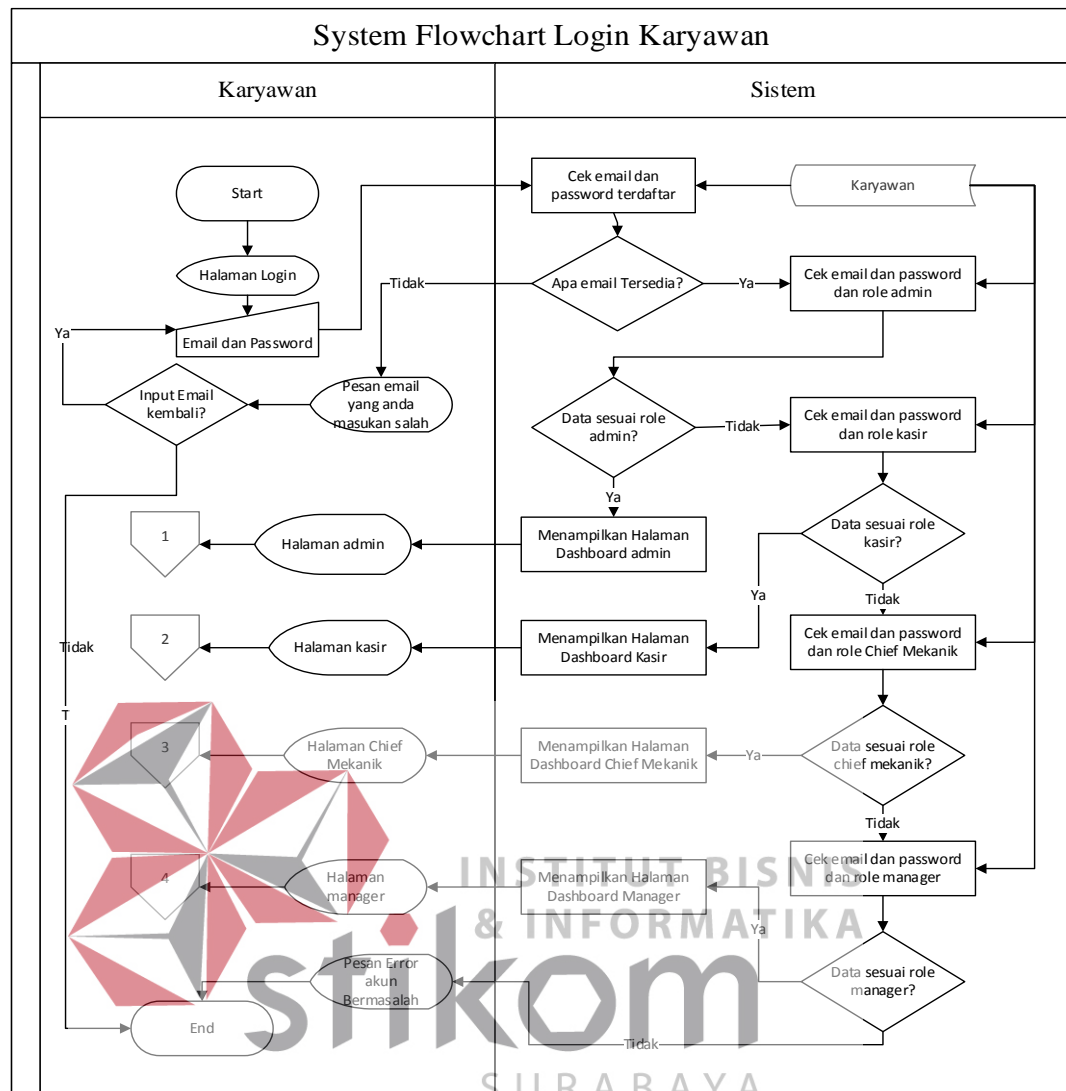 System Flowchart Login Karyawan
Karyawan
Sistem
Start
Cek email dan
password terdaftar
Karyawan
Halaman Login
Tidak
Apa email Tersedia?
Ya
Cek email dan password
dan role admin
Ya
Email dan Password
Input Email
kembali?
Pesan email
yang anda
masukan salah
Data sesuai role
admin?
Tidak
Cek email dan password
dan role kasir
Ya
1
Halaman admin
Menampilkan Halaman
Dashboard admin
Data sesuai role
kasir?
Ya
Tidak
Tidak
2
Halaman kasir
Menampilkan Halaman
Dashboard Kasir
Cek email dan password
dan role Chief Mekanik
T
3
Halaman Chief
Mekanik
Menampilkan Halaman
Dashboard Chief Mekanik
Ya
Data sesuai role
chief mekanik?
Tidak
4
Halaman
manager
Menampilkan Halaman
Dashboard Manager
Cek email dan password
dan role manager
Ya
Pesan Error
akun
Bermasalah
Data sesuai role
manager?
End
Tidak
INSTITUT BISNIS
& INFORMATIKA
stikom
SURABAYA